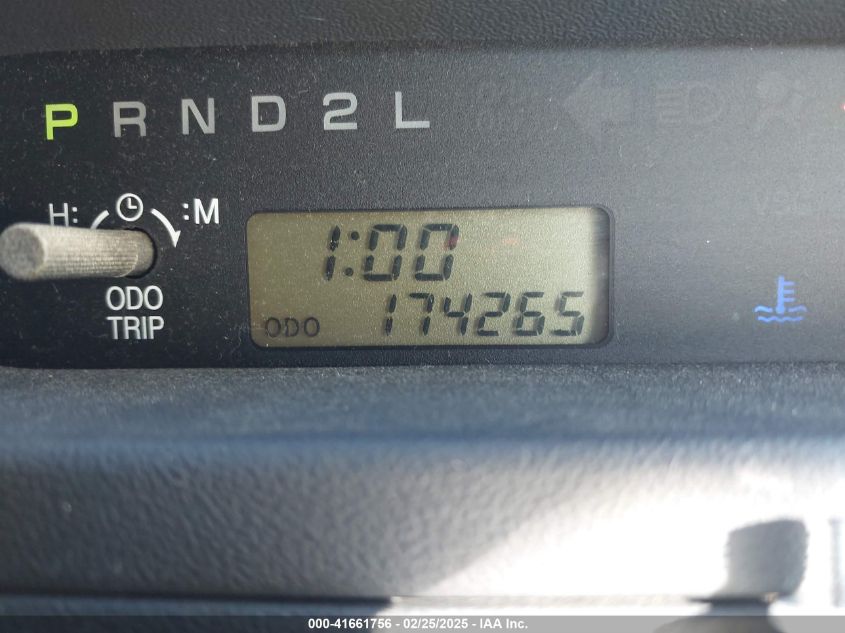 P R N D 2 L
H: :M
1:00
ODO 174265
ODO
TRIP
000-41661756 - 02/25/2025 - IAA Inc.